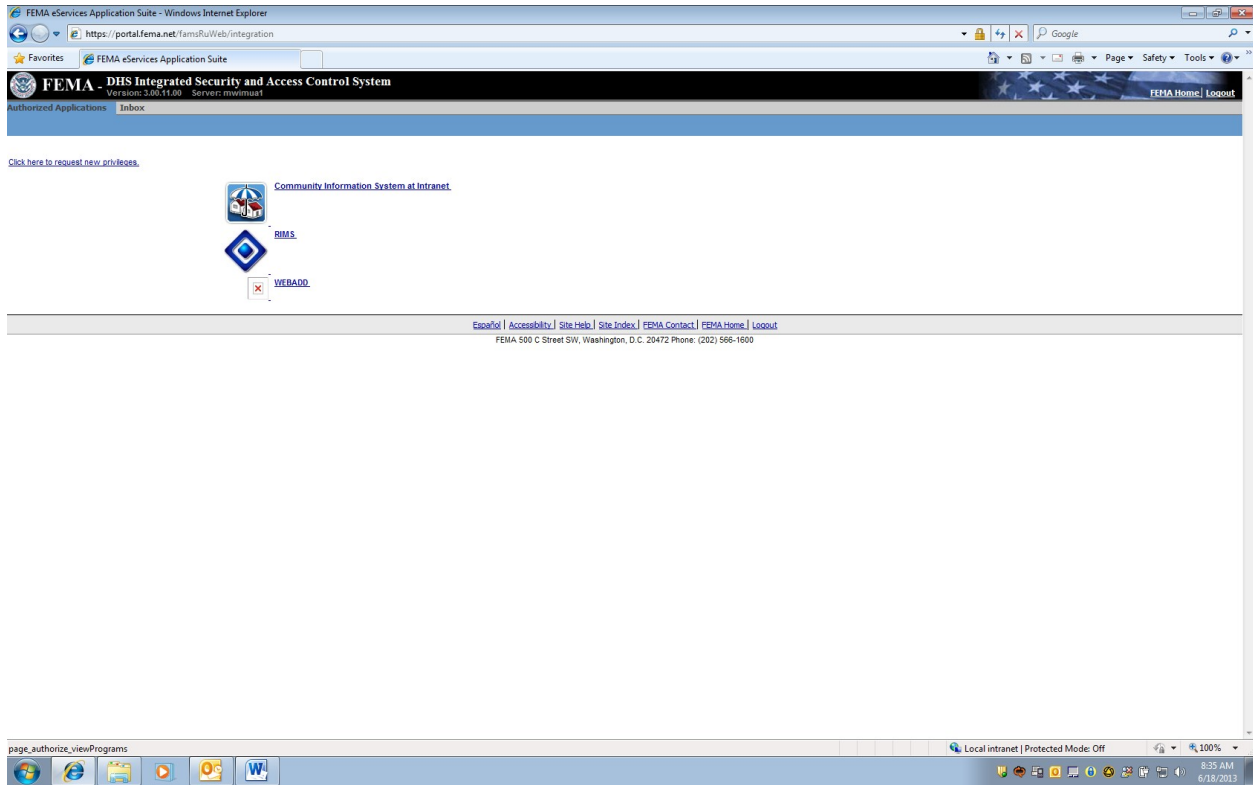 FEMA eServices Application Suite - Windows Internet Explorer
https://portal.fema.net/famsRuWeb/integration
Google
Favorites FEMA eServices Application Suite
Page Safety Tools
FEMA - DHS Integrated Security and Access Control System
Version: 3.00.11.00 Server: mwimuat1
FEMA Home | Logout
Authorized Applications Inbox
Click here to request new privileges.
Community Information System at Intranet
RIMS
WEBADD
Español | Accessibility | Site Help | Site Index | FEMA Contact | FEMA Home | Logout
FEMA 500 C Street SW, Washington, D.C. 20472 Phone: (202) 566-1600
page_authorize_viewPrograms
Local intranet | Protected Mode: Off
100%
8:35 AM
6/18/2013